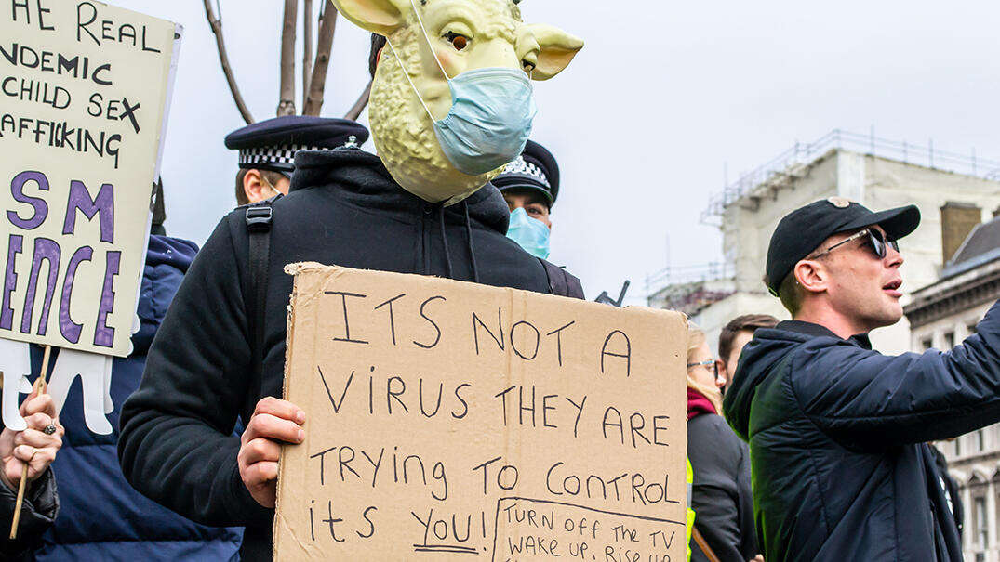 HE REAL
NDEMIC
CHILD SEX
AFFICKING
SM
ENCE
ITS NOT A
VIRUS THEY ARE
TRYING TO CONTROL
its YOU!
TURN OFF THE TV
WAKE UP, RISE UP